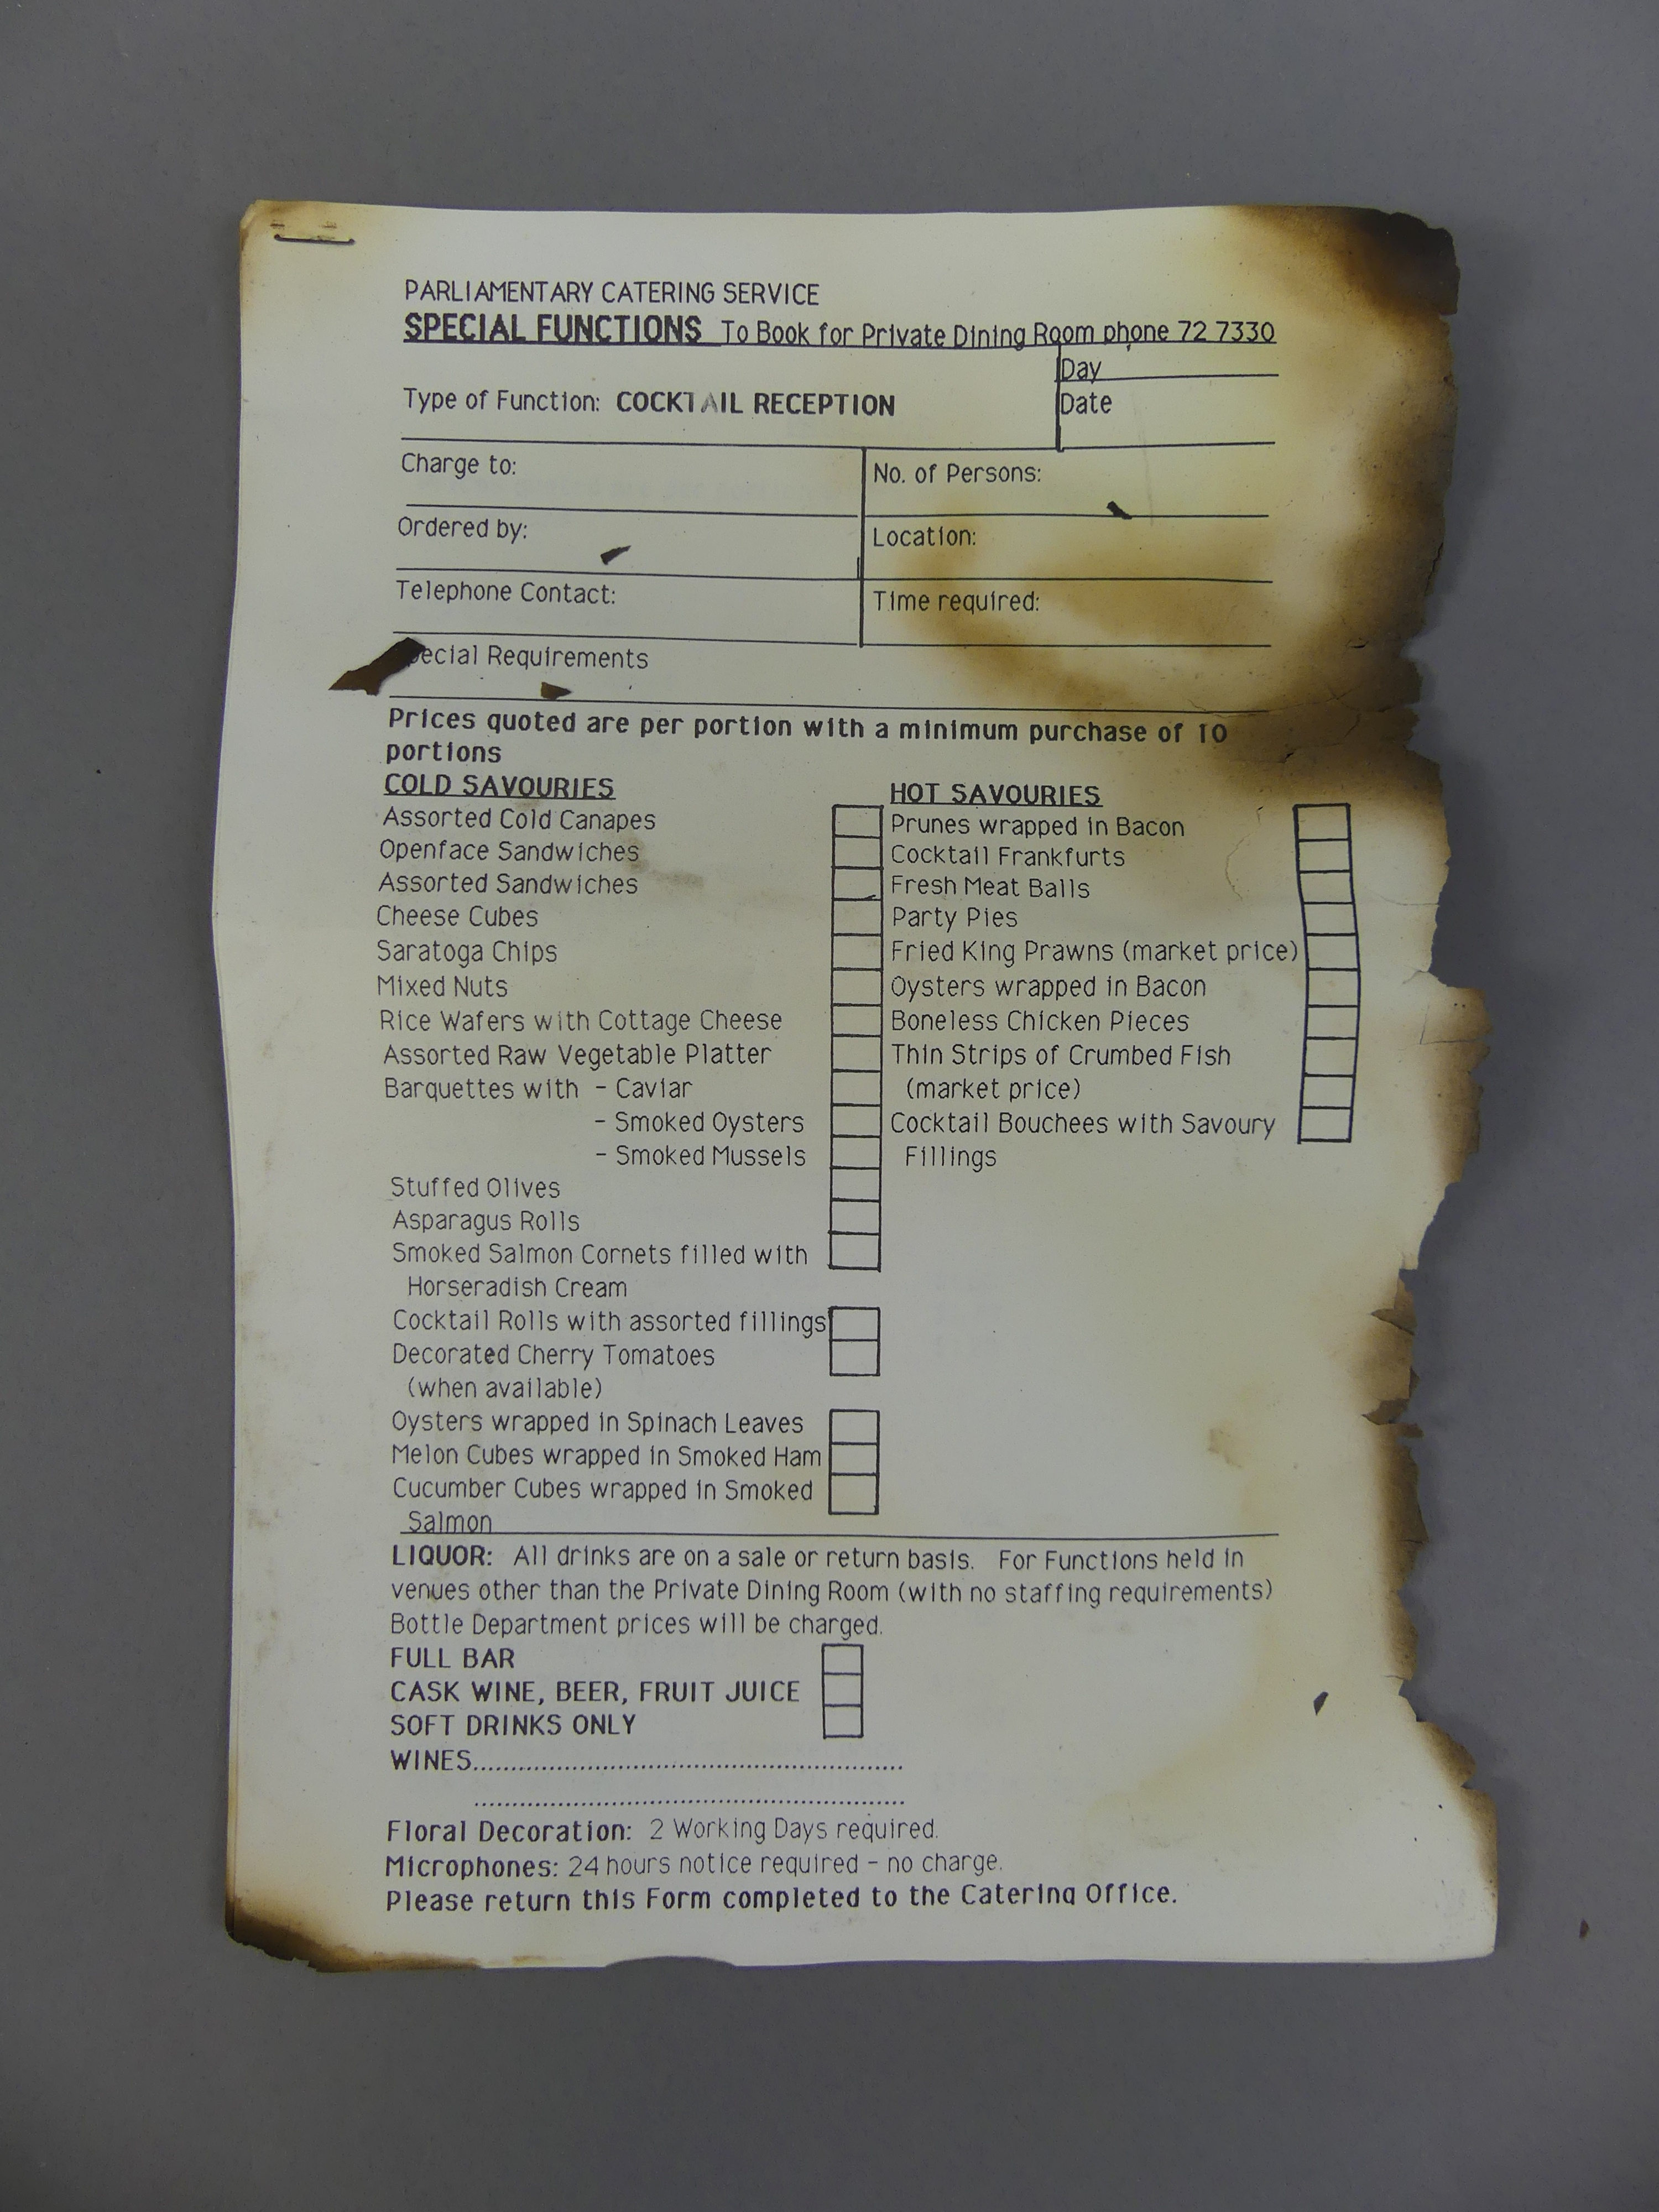 PARLIAMENTARY CATERING SERVICE
SPECIAL FUNCTIONS To Book for Private Dining Room phone 72 7330
Day
Type of Function: COCKTAIL RECEPTION
Date
Charge to:
No. of Persons:
Ordered by:
Location:
Telephone Contact:
Time required:
ecial Requirements
Prices quoted are per portion with a minimum purchase of 10
portions
COLD SAVOURIES
Assorted Cold Canapes
Openface Sandwiches
Assorted Sandwiches
Cheese Cubes
Saratoga Chips
Mixed Nuts
Rice Wafers with Cottage Cheese
Assorted Raw Vegetable Platter
Barquettes with - Caviar
- Smoked Oysters
- Smoked Mussels
Stuffed Olives
Asparagus Rolls
Smoked Salmon Cornets filled with
Horseradish Cream
Cocktail Rolls with assorted fillings
Decorated Cherry Tomatoes
(when available)
Oysters wrapped in Spinach Leaves
Melon Cubes wrapped in Smoked Ham
Cucumber Cubes wrapped in Smoked
Salmon
HOT SAVOURIES
Prunes wrapped in Bacon
Cocktail Frankfurts
Fresh Meat Balls
Party Pies
Fried King Prawns (market price)
Oysters wrapped in Bacon
Boneless Chicken Pieces
Thin Strips of Crumbed Fish
(market price)
Cocktail Bouchees with Savoury
Fillings
LIQUOR: All drinks are on a sale or return basis. For Functions held in
venues other than the Private Dining Room (with no staffing requirements)
Bottle Department prices will be charged.
FULL BAR
CASK WINE, BEER, FRUIT JUICE
SOFT DRINKS ONLY
WINES....................................................................
....................................................................
Floral Decoration: 2 Working Days required.
Microphones: 24 hours notice required - no charge.
Please return this Form completed to the Catering Office.